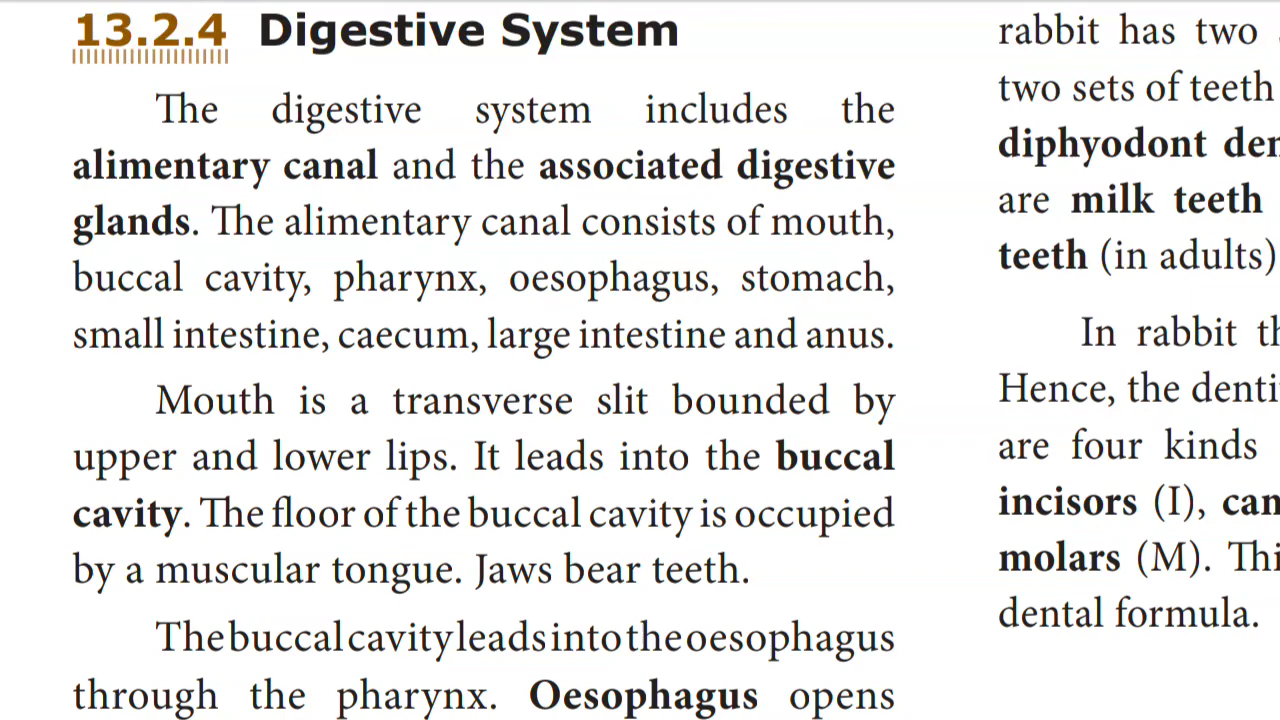 13.2.4 Digestive System
The digestive system includes the
alimentary canal and the associated digestive
glands. The alimentary canal consists of mouth,
buccal cavity, pharynx, oesophagus, stomach,
small intestine, caecum, large intestine and anus.
Mouth is a transverse slit bounded by
upper and lower lips. It leads into the buccal
cavity. The floor of the buccal cavity is occupied
by a muscular tongue. Jaws bear teeth.
The buccal cavity leads into the oesophagus
through the pharynx. Oesophagus opens
rabbit has two
two sets of teeth
diphyodont
are milk teeth
teeth (in adults)
In rabbit
Hence, the
are four kinds
incisors (I),
molars (M).
dental formula.